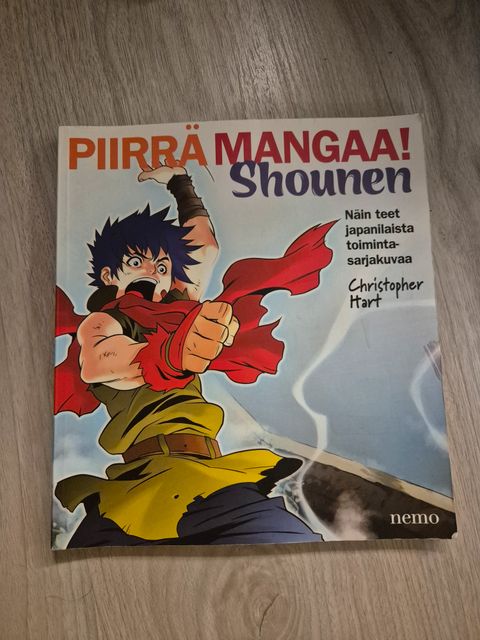 PIIRRÄ MANGAA!
Shounen
Näin teet
japanilaista
toiminta-
sarjakuvaa
Christopher
Hart
nemo